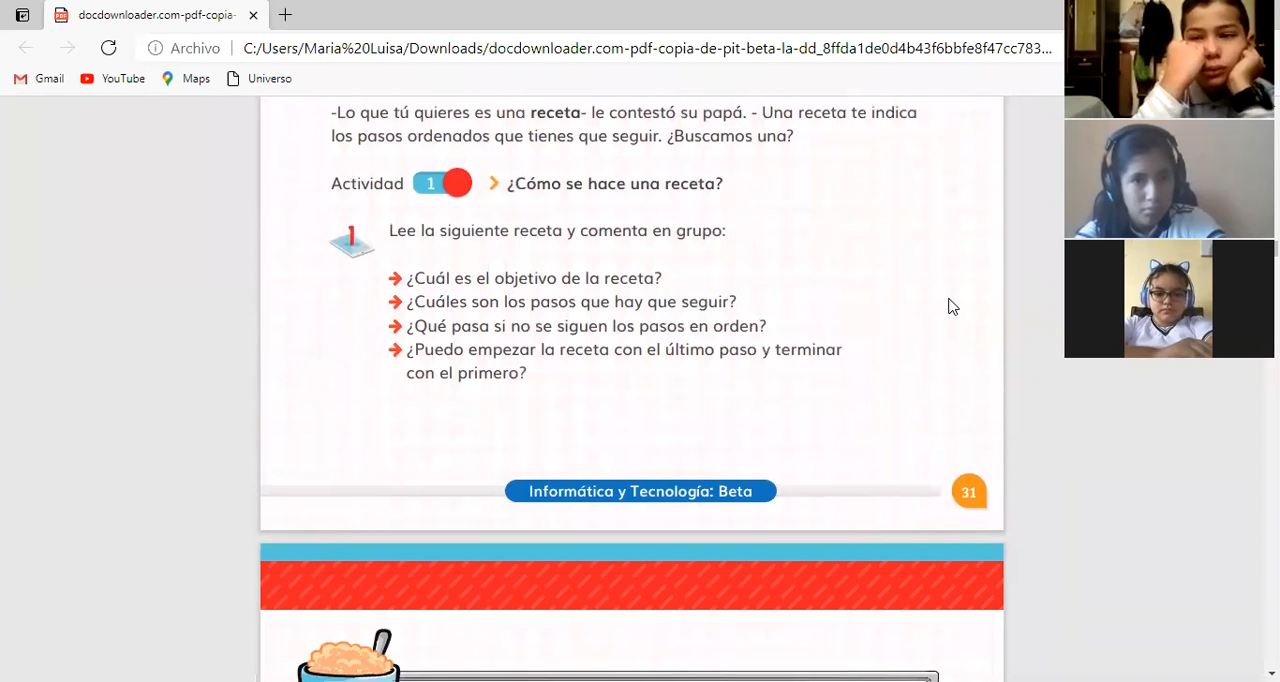 docdownloader.com-pdf-copia-
Archivo
C:/Users/Maria%20Luisa/Downloads/docdownloader.com-pdf-copia-de-pit-beta-la-dd_8ffda1de0d4b43f6bbfe8f47cc783...
Gmail YouTube Maps Universo
-Lo que tú quieres es una receta- le contestó su papá. - Una receta te indica
los pasos ordenados que tienes que seguir. ¿Buscamos una?
Actividad 1 ¿Cómo se hace una receta?
1 Lee la siguiente receta y comenta en grupo:
¿Cuál es el objetivo de la receta?
¿Cuáles son los pasos que hay que seguir?
¿Qué pasa si no se siguen los pasos en orden?
¿Puedo empezar la receta con el último paso y terminar
con el primero?
Informática y Tecnología: Beta
31